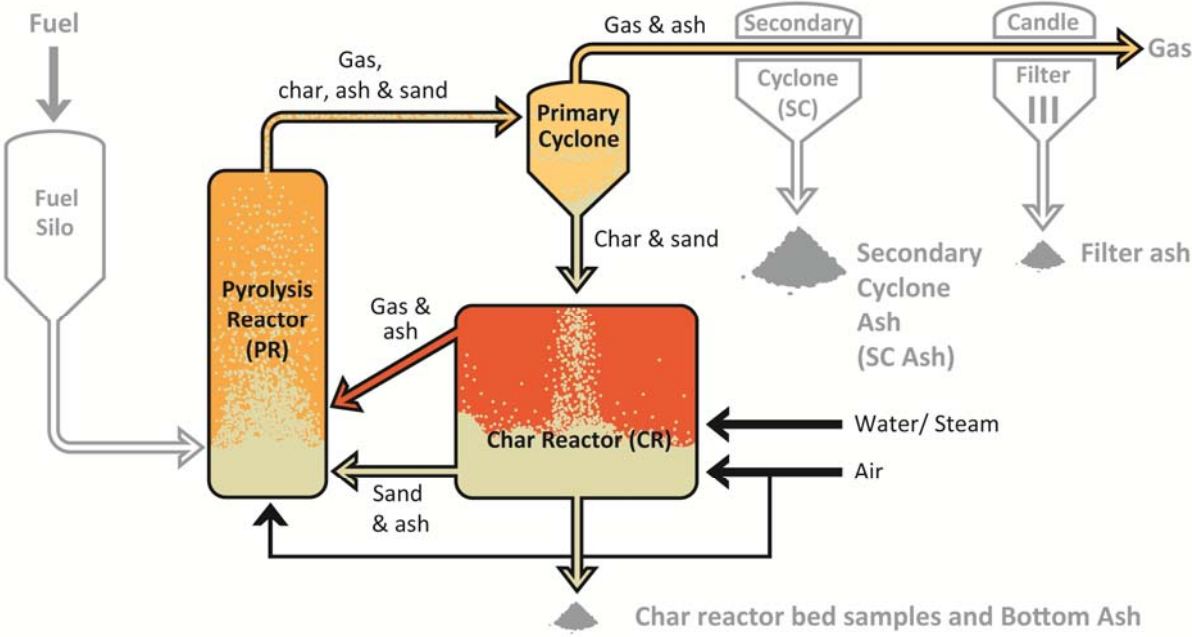 Fuel
Fuel
Silo
Gas,
char, ash & sand
Pyrolysis
Reactor
(PR)
Primary
Cyclone
Gas & ash
Secondary
Cyclone
(SC)
Candle
Filter
Gas
Char & sand
Secondary
Cyclone
Ash
(SC Ash)
Filter ash
Gas &
ash
Char Reactor (CR)
Water/ Steam
Air
Sand
& ash
Char reactor bed samples and Bottom Ash